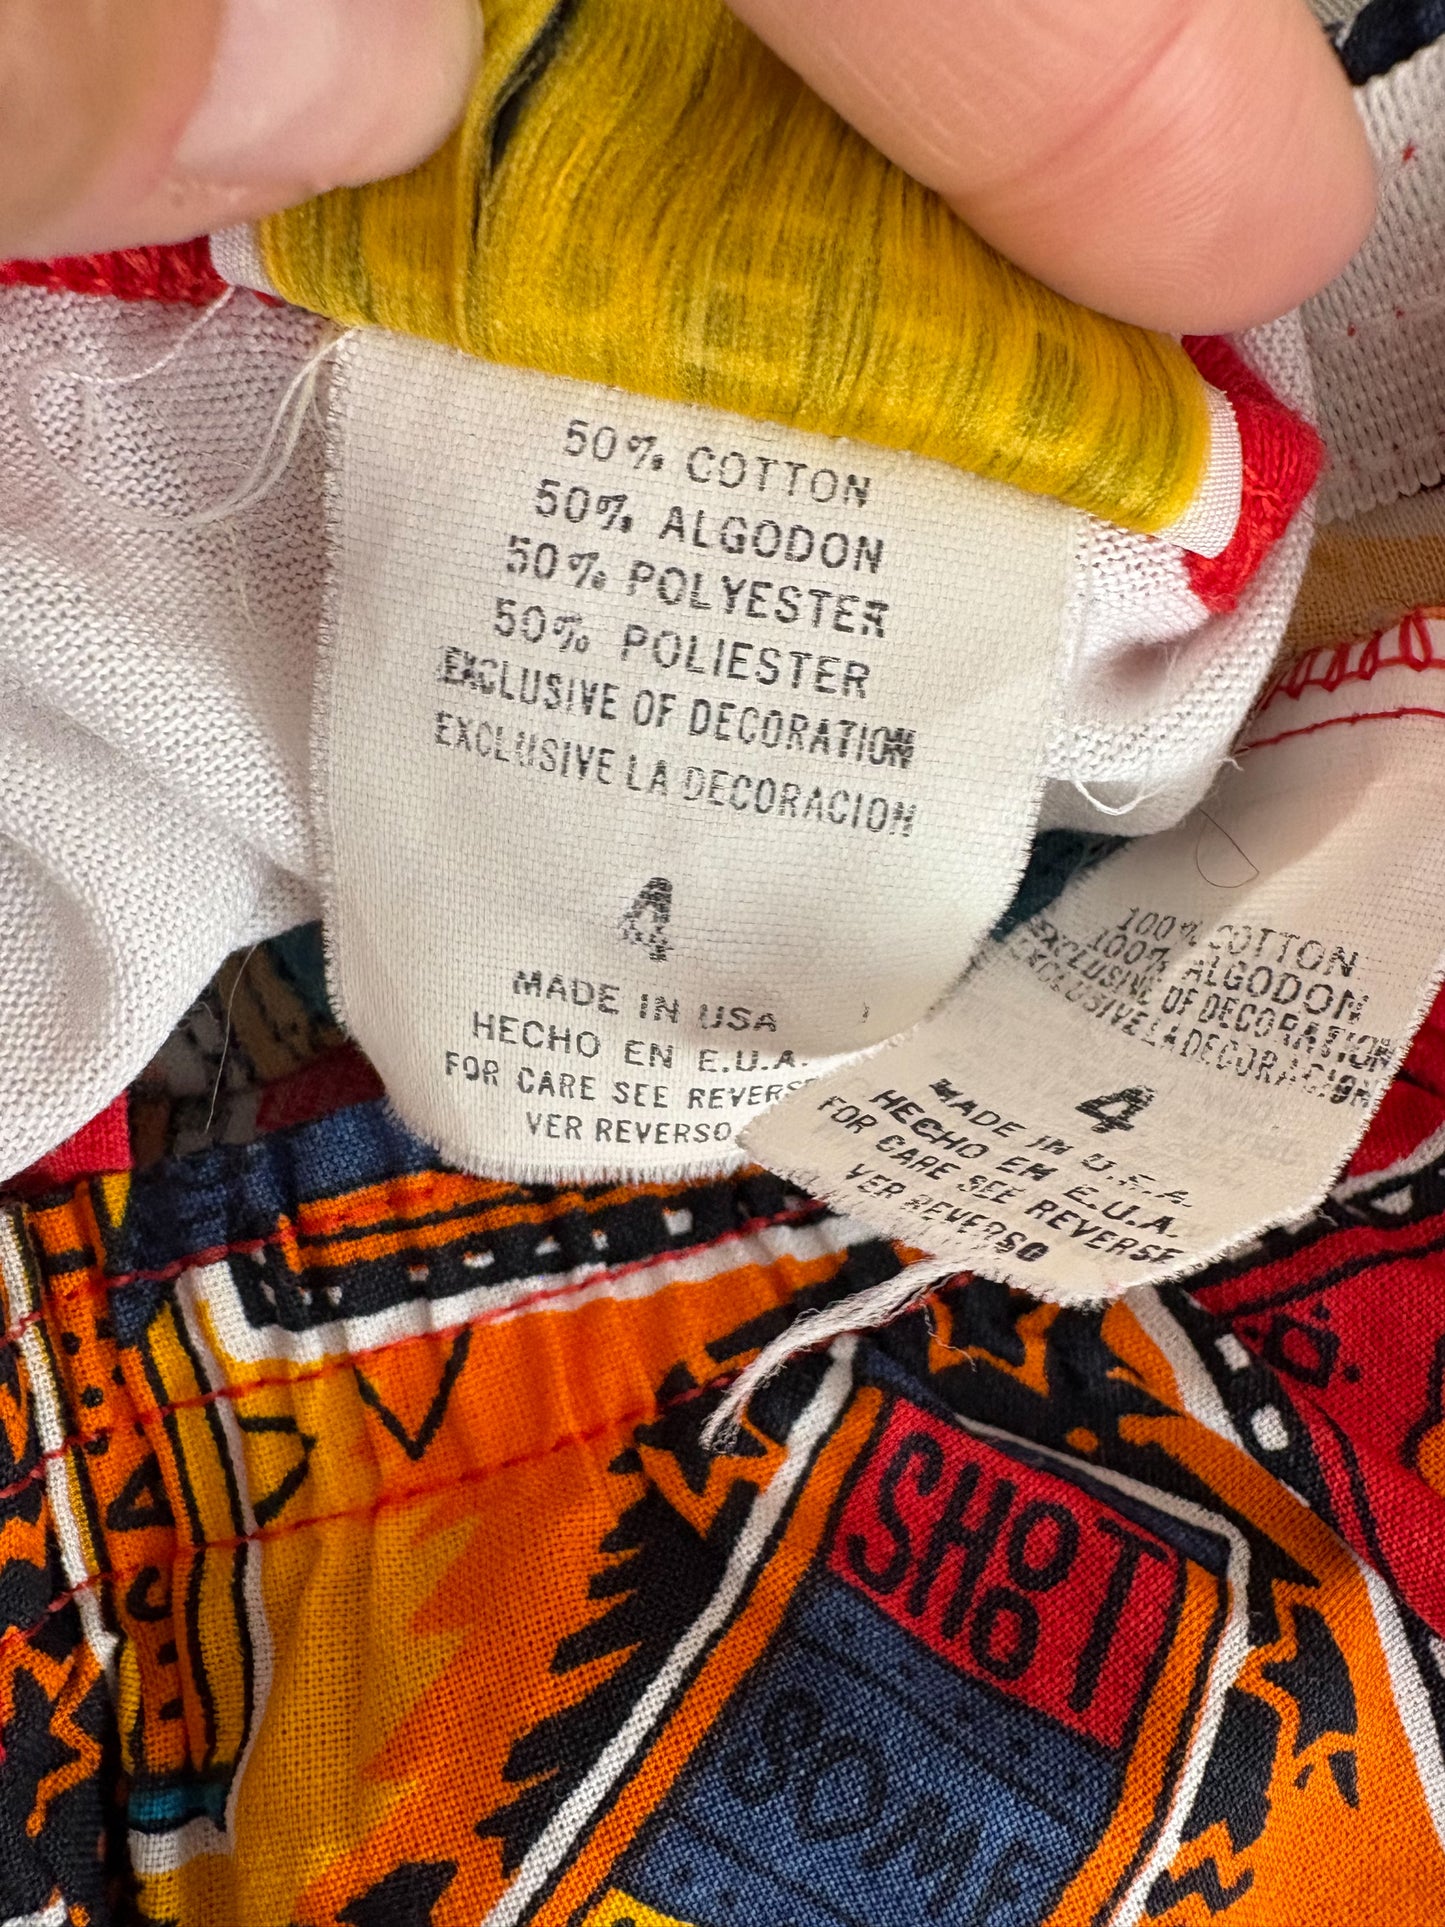 50% COTTON
50% ALGODON
50% POLYESTER
50% POLIESTER
EXCLUSIVE OF DECORATION
EXCLUSIVE LA DECORACION
4
MADE IN USA
HECHO EN E.U.A.
FOR CARE SEE REVERSE
VER REVERSO
100% COTTON
100% ALGODON
EXCLUSIVE OF DECORATION
EXCLUSIVE LA DECORACION
4
MADE IN U.S.A.
HECHO EN E.U.A.
FOR CARE SEE REVERSE
VER REVERSO
SHOOT
SOME